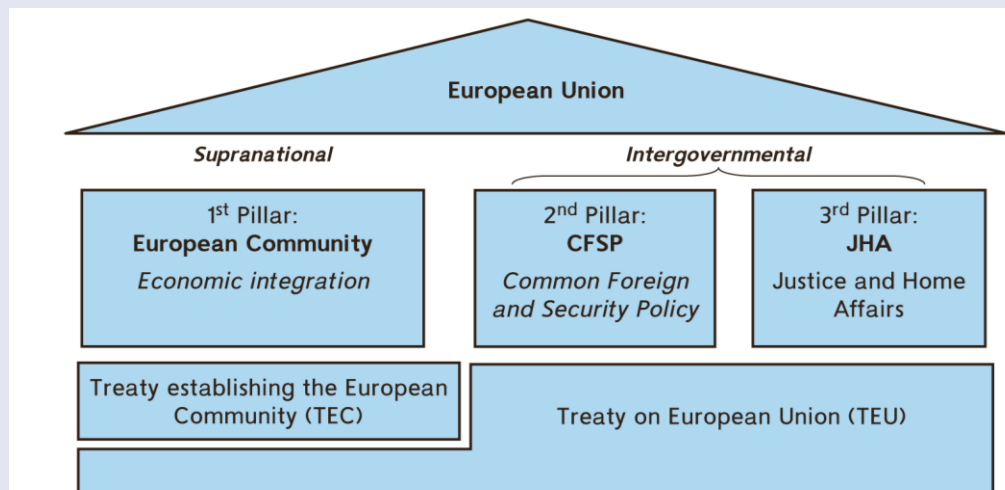 European Union
Supranational
Intergovernmental
1st Pillar:
European Community
Economic integration
2nd Pillar:
CFSP
Common Foreign
and Security Policy
3rd Pillar:
JHA
Justice and Home
Affairs
Treaty establishing the European
Community (TEC)
Treaty on European Union (TEU)